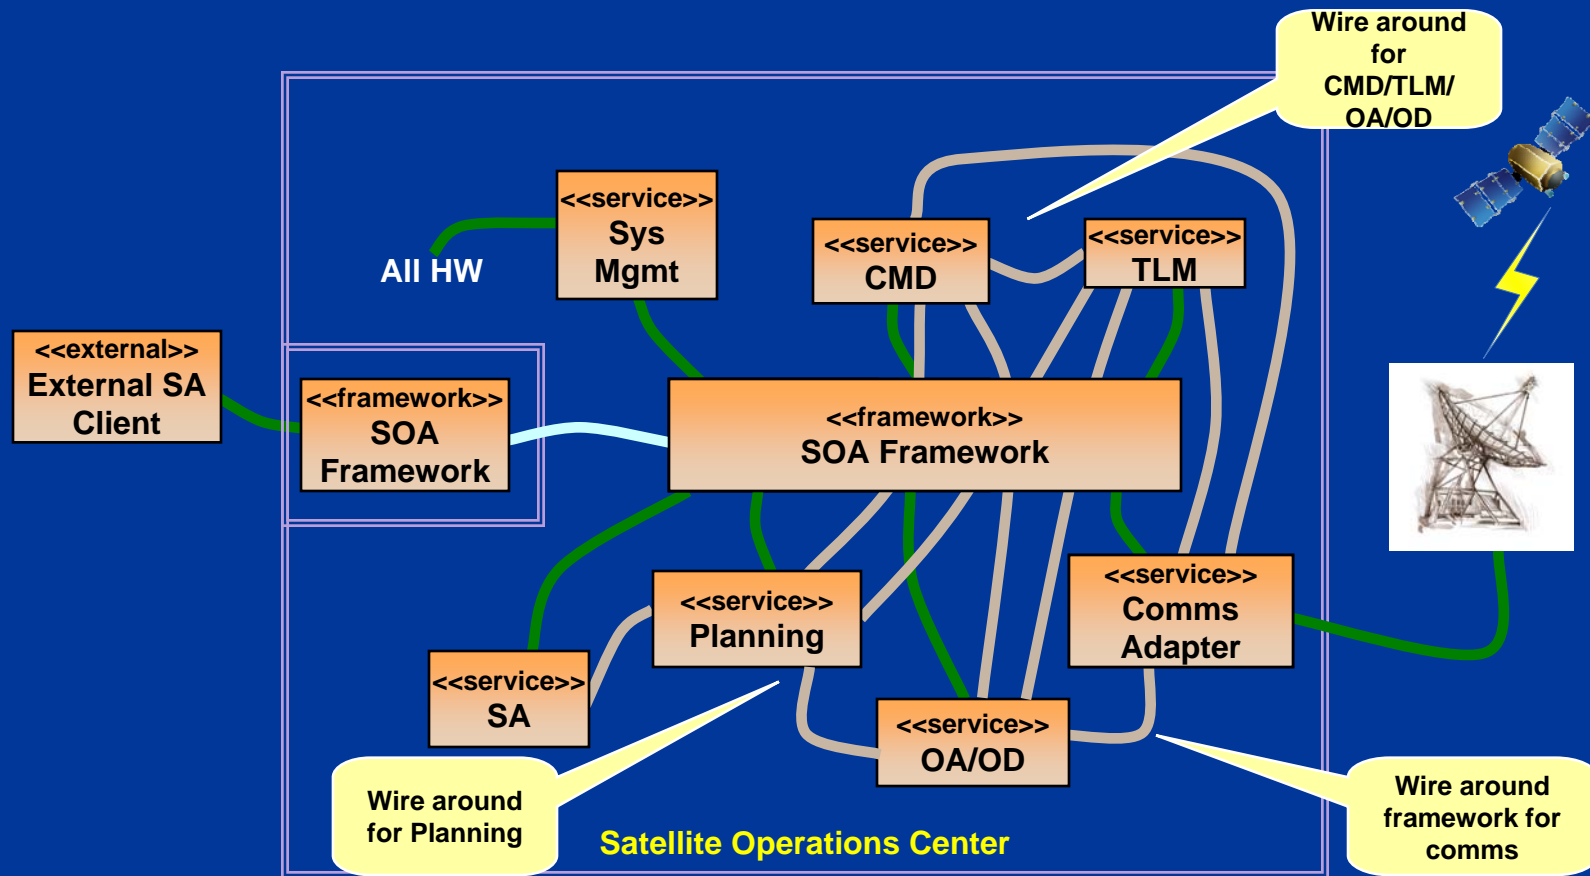 Wire around
for
CMD/TLM/
OA/OD
<<service>>
Sys
Mgmt
All HW
<<service>>
CMD
<<service>>
TLM
<<external>>
External SA
Client
<<framework>>
SOA
Framework
<<framework>>
SOA Framework
<<service>>
Planning
<<service>>
Comms
Adapter
<<service>>
SA
<<service>>
OA/OD
Wire around
for Planning
Satellite Operations Center
Wire around
framework for
comms